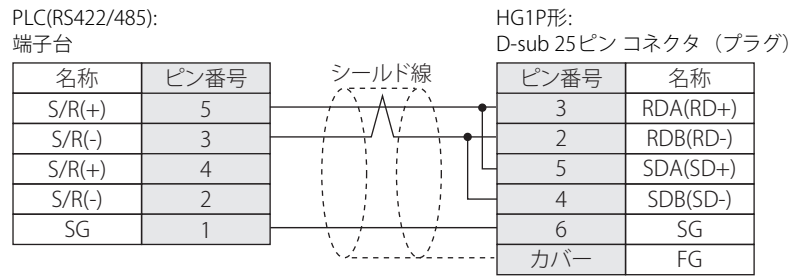 PLC(RS422/485):
端子台
HG1P形:
D-sub 25ピン コネクタ（プラグ）
名称 ピン番号 シールド線 ピン番号 名称
S/R(+) 5 3 RDA(RD+)
S/R(-) 3 2 RDB(RD-)
S/R(+) 4 5 SDA(SD+)
S/R(-) 2 4 SDB(SD-)
SG 1 6 SG
カバー FG